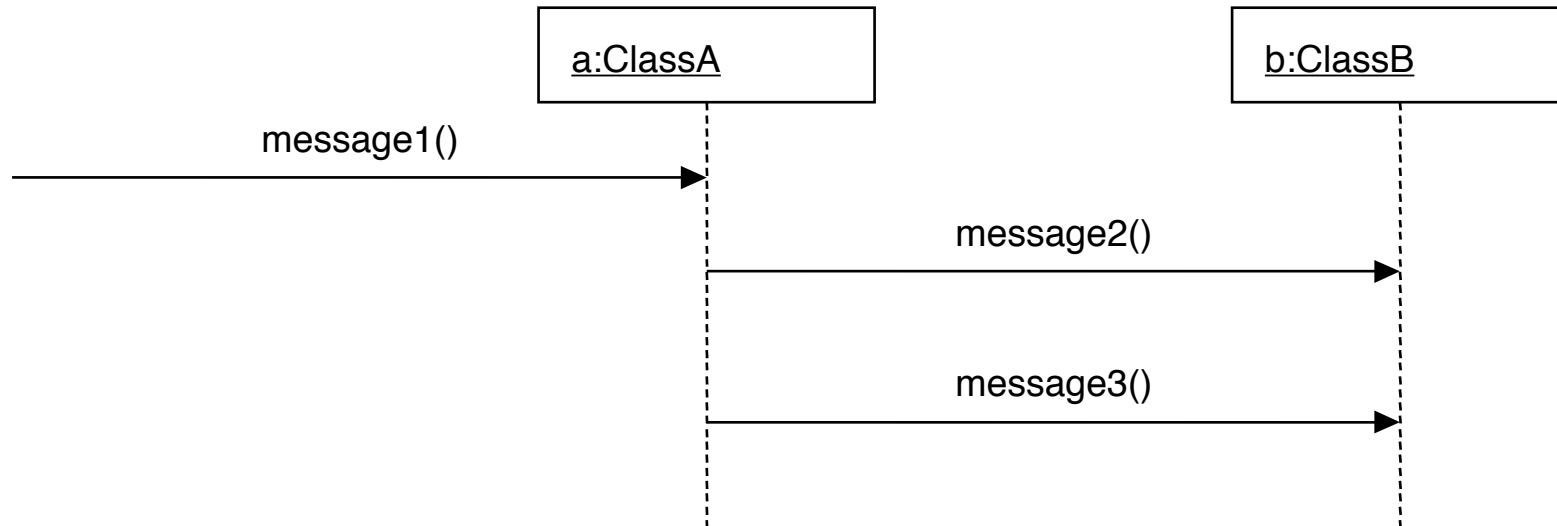 a:ClassA
b:ClassB
message1()
message2()
message3()